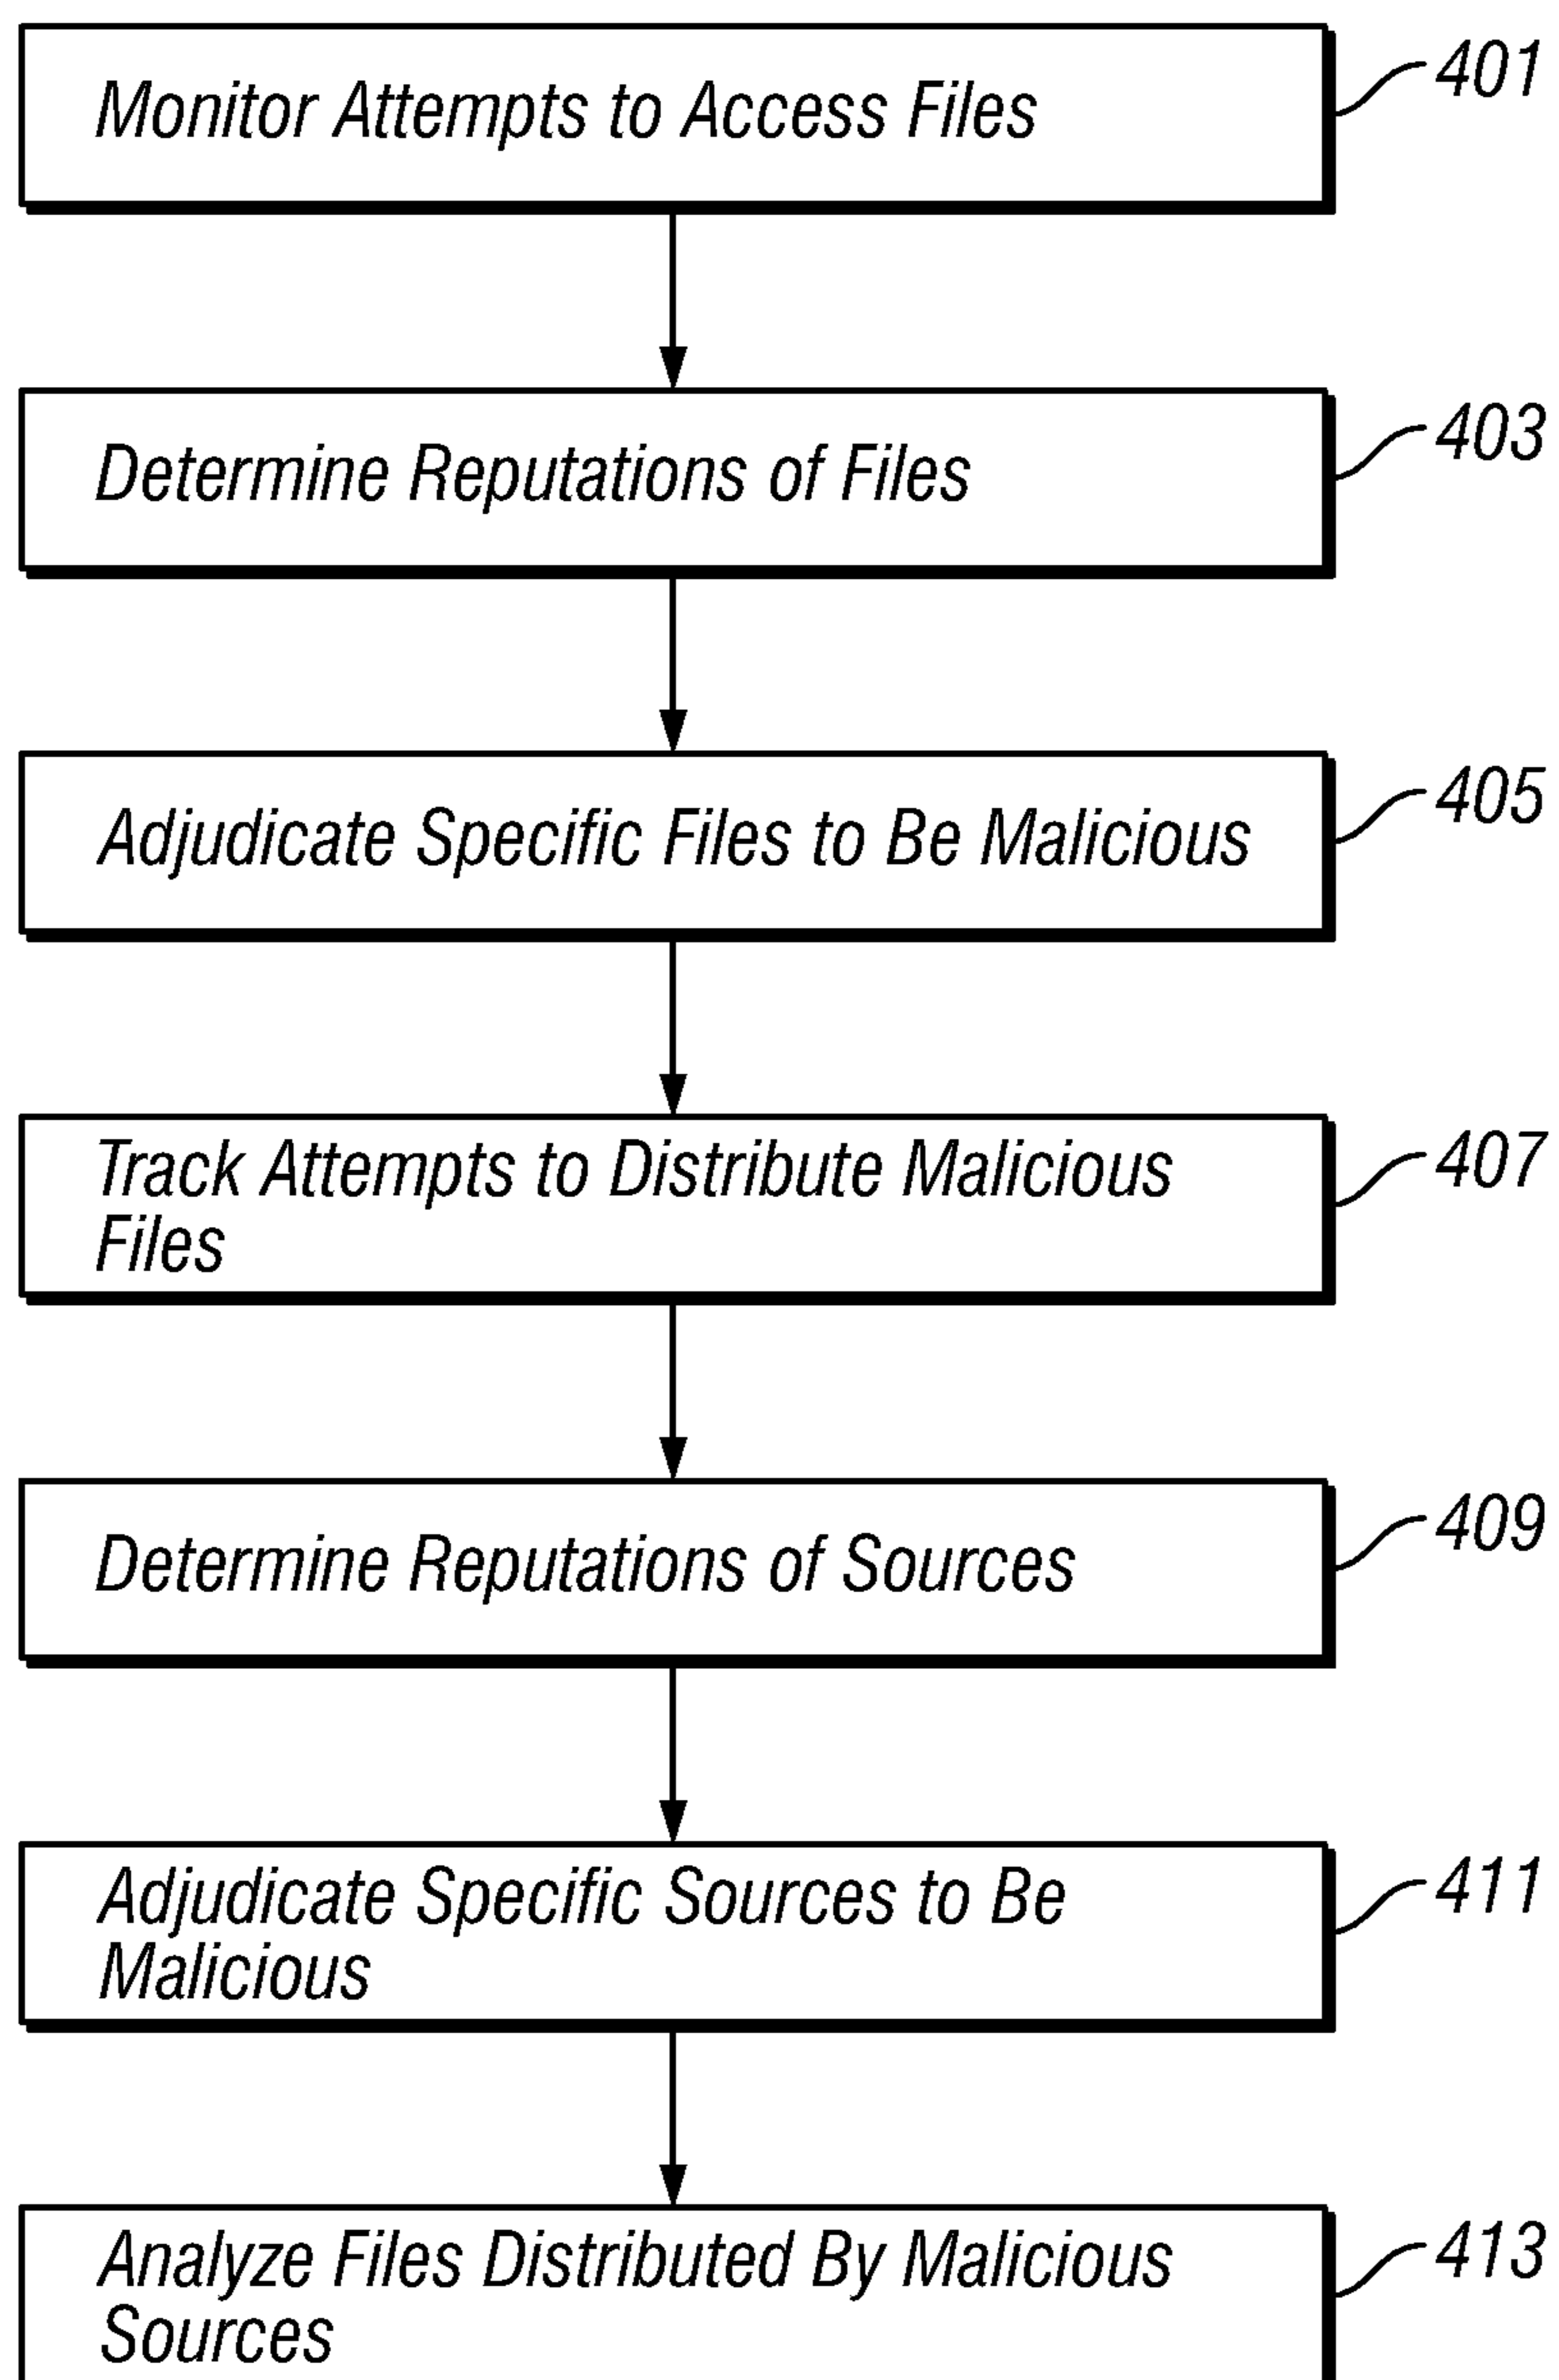 Monitor Attempts to Access Files
401
Determine Reputations of Files
403
Adjudicate Specific Files to Be Malicious
405
Track Attempts to Distribute Malicious
Files
407
Determine Reputations of Sources
409
Adjudicate Specific Sources to Be
Malicious
411
Analyze Files Distributed By Malicious
Sources
413